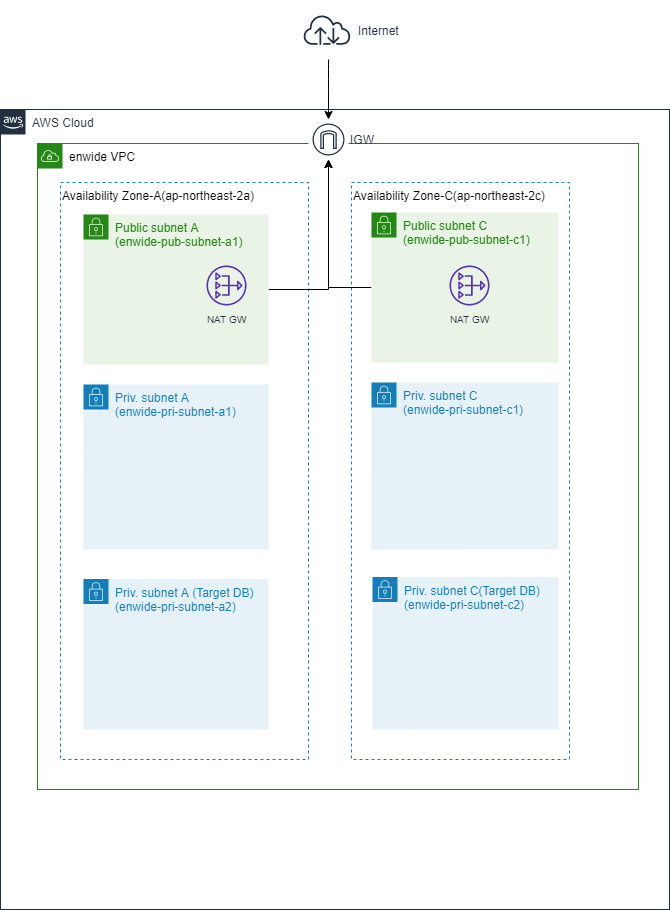 Internet
aws
AWS Cloud
IGW
enwide VPC
Availability Zone-A(ap-northeast-2a)
Public subnet A
(enwide-pub-subnet-a1)
NAT GW
Priv. subnet A
(enwide-pri-subnet-a1)
Priv. subnet A (Target DB)
(enwide-pri-subnet-a2)
Availability Zone-C(ap-northeast-2c)
Public subnet C
(enwide-pub-subnet-c1)
NAT GW
Priv. subnet C
(enwide-pri-subnet-c1)
Priv. subnet C(Target DB)
(enwide-pri-subnet-c2)